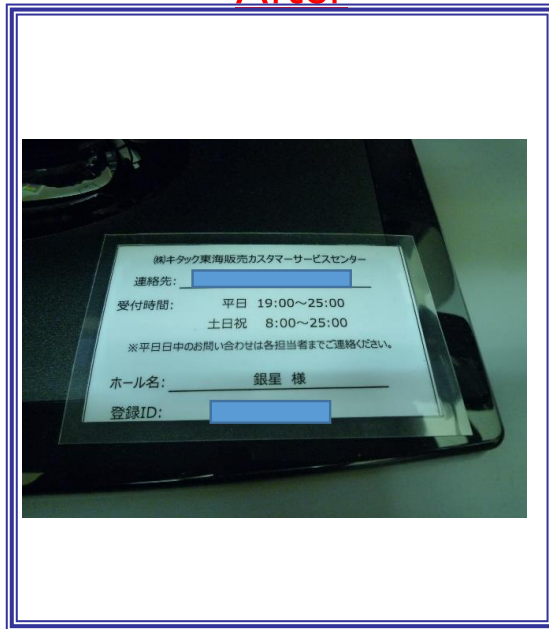 After
㈱キタック東海販売カスタマーサービスセンター
連絡先:
受付時間: 平日 19:00～25:00
土日祝 8:00～25:00
※平日日中のお問い合わせは各担当者までご連絡ください。
ホール名: 銀星 様
登録ID: